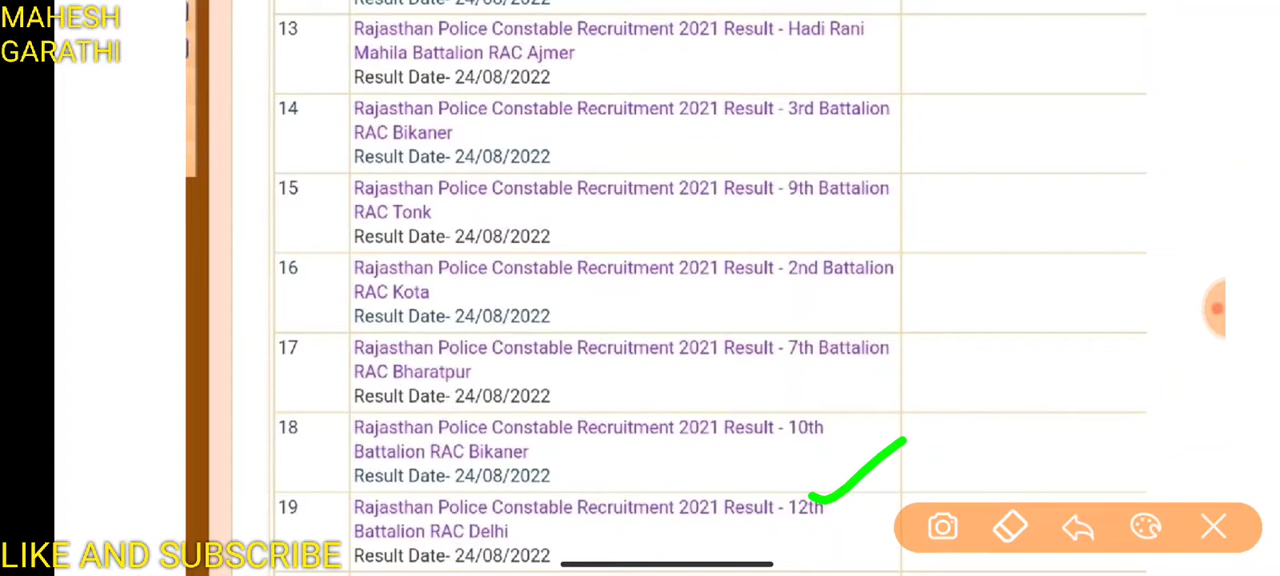 MAHESH
GARATHI
Result Date- 24/08/2022
13
Rajasthan Police Constable Recruitment 2021 Result - Hadi Rani
Mahila Battalion RAC Ajmer
Result Date- 24/08/2022
14
Rajasthan Police Constable Recruitment 2021 Result - 3rd Battalion
RAC Bikaner
Result Date- 24/08/2022
15
Rajasthan Police Constable Recruitment 2021 Result - 9th Battalion
RAC Tonk
Result Date- 24/08/2022
16
Rajasthan Police Constable Recruitment 2021 Result - 2nd Battalion
RAC Kota
Result Date- 24/08/2022
17
Rajasthan Police Constable Recruitment 2021 Result - 7th Battalion
RAC Bharatpur
Result Date- 24/08/2022
18
Rajasthan Police Constable Recruitment 2021 Result - 10th
Battalion RAC Bikaner
Result Date- 24/08/2022
19
Rajasthan Police Constable Recruitment 2021 Result - 12th
Battalion RAC Delhi
Result Date- 24/08/2022
LIKE AND SUBSCRIBE